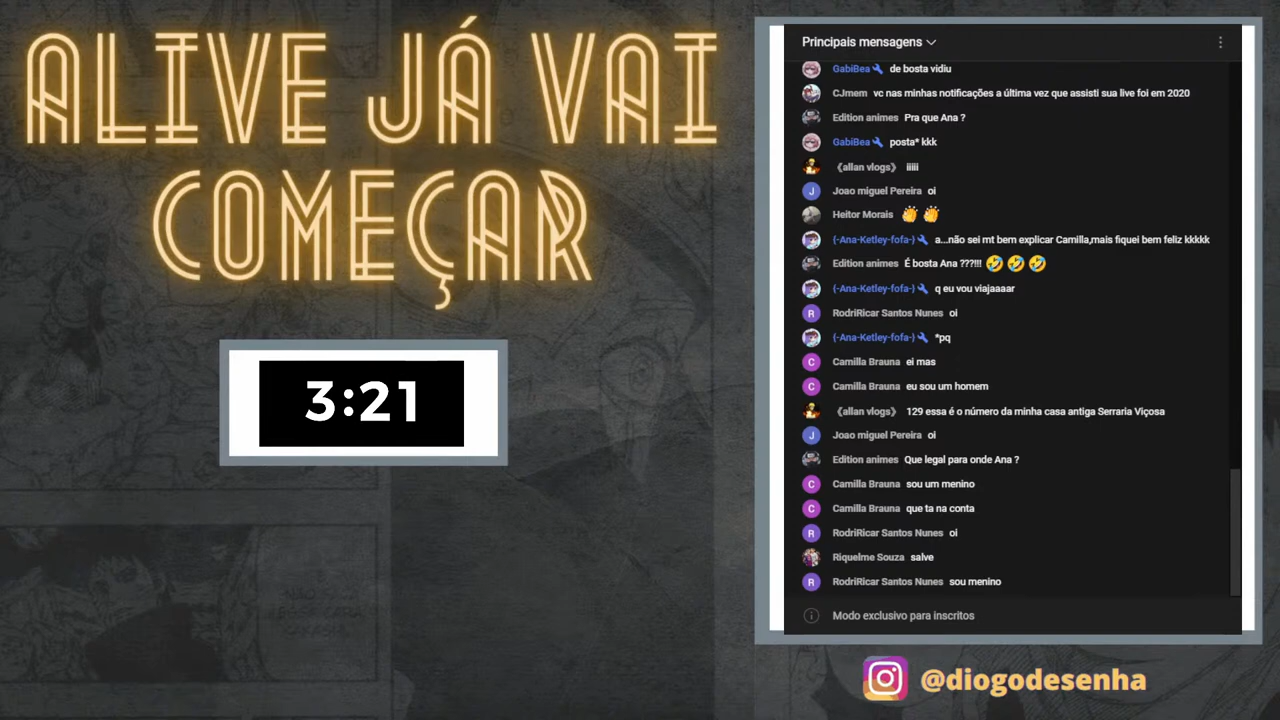 ALIVE JÁ VAI
COMEÇAR
3:21
Principais mensagens
GabiBea de bosta vidiu
CJmem vc nas minhas notificações a última vez que assisti sua live foi em 2020
Edition animes Pra que Ana ?
GabiBea posta* kkk
《allan vlogs》 iiiii
J Joao miguel Pereira oi
Heitor Morais 👏 👏
(-Ana-Ketley-fofa-) a...não sei mt bem explicar Camilla,mais fiquei bem feliz kkkkk
Edition animes É bosta Ana ???!!! 🤣 🤣 🤣
(-Ana-Ketley-fofa-) q eu vou viajaaaar
R RodriRicar Santos Nunes oi
(-Ana-Ketley-fofa-) *pq
C Camilla Brauna ei mas
C Camilla Brauna eu sou um homem
《allan vlogs》 129 essa é o número da minha casa antiga Serraria Viçosa
J Joao miguel Pereira oi
Edition animes Que legal para onde Ana ?
C Camilla Brauna sou um menino
C Camilla Brauna que ta na conta
R RodriRicar Santos Nunes oi
Riquelme Souza salve
R RodriRicar Santos Nunes sou menino
Modo exclusivo para inscritos
@diogodesenha